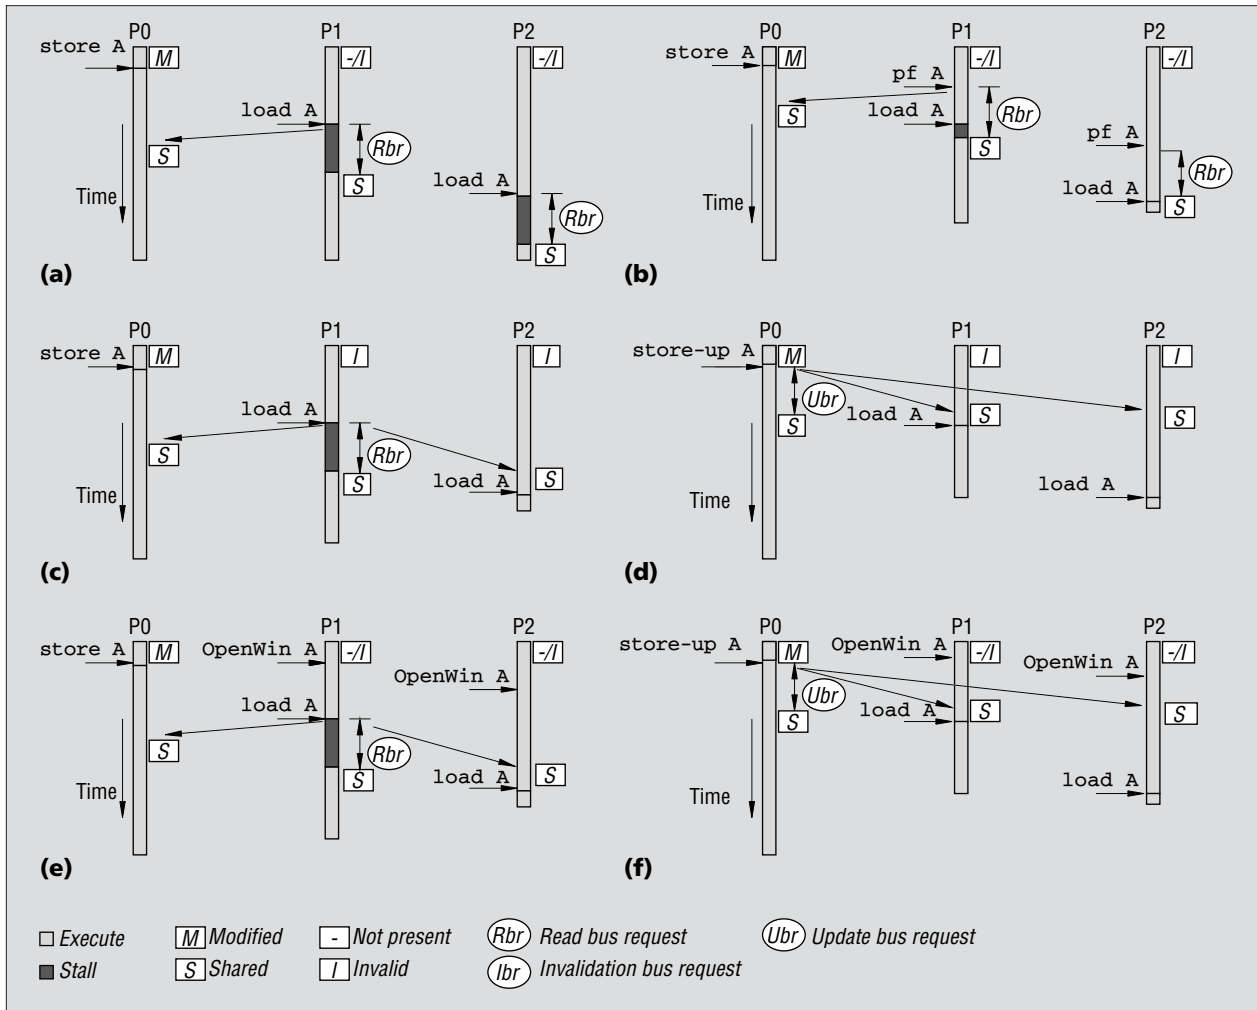 P0 P1 P2
store A M -/I -/I
load A
S Rbr
Time S load A
Rbr
S
(a)
P0 P1 P2
store A M -/I -/I
pf A
S load A Rbr
S pf A
Time load A Rbr
S
(b)
P0 P1 P2
store A M I I
load A
S Rbr
Time S load A S
(c)
P0 P1 P2
store-up A M I I
Ubr
S load A S S
Time load A
(d)
P0 P1 P2
store A M OpenWin A -/I -/I
OpenWin A
load A
S Rbr
Time S load A S
(e)
P0 P1 P2
store-up A M OpenWin A -/I OpenWin A -/I
Ubr
S load A S S
Time load A
(f)
Execute M Modified - Not present Rbr Read bus request Ubr Update bus request
Stall S Shared I Invalid Ibr Invalidation bus request